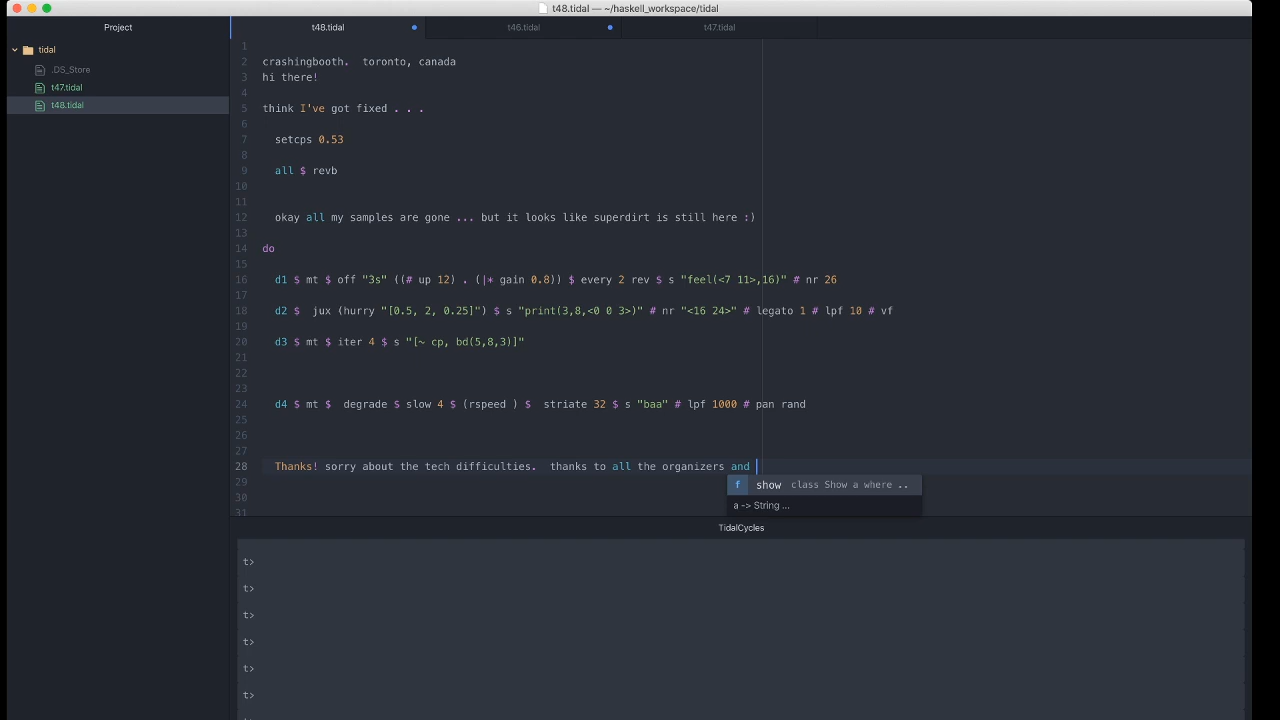 t48.tidal — ~/haskell_workspace/tidal
Project
t48.tidal
t46.tidal
t47.tidal
tidal
.DS_Store
t47.tidal
t48.tidal
1
2 crashingbooth.  toronto, canada
3 hi there!
4
5 think I've got fixed . . .
6
7 setcps 0.53
8
9 all $ revb
10
11
12 okay all my samples are gone ... but it looks like superdirt is still here :)
13
14 do
15
16 d1 $ mt $ off "3s" ((# up 12) . (|* gain 0.8)) $ every 2 rev $ s "feel(<7 11>,16)" # nr 26
17
18 d2 $  jux (hurry "[0.5, 2, 0.25]") $ s "print(3,8,<0 0 3>)" # nr "<16 24>" # legato 1 # lpf 10 # vf
19
20 d3 $ mt $ iter 4 $ s "[~ cp, bd(5,8,3)]"
21
22
23
24 d4 $ mt $  degrade $ slow 4 $ (rspeed ) $  striate 32 $ s "baa" # lpf 1000 # pan rand
25
26
27
28 Thanks! sorry about the tech difficulties.  thanks to all the organizers and
29
30
31
f show class Show a where ..
a -> String ...
TidalCycles
t>
t>
t>
t>
t>
t>